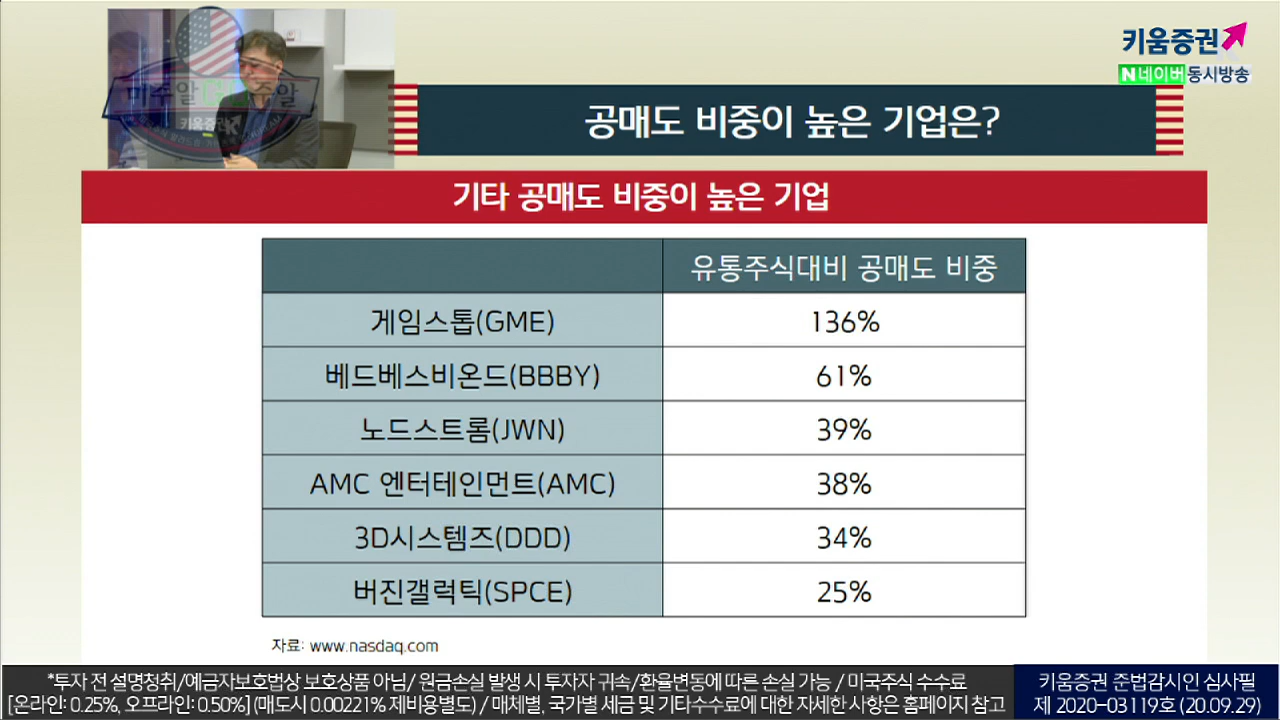 키움증권
N네이버 동시방송
미주알
알
키움증권
공매도 비중이 높은 기업은?
기타 공매도 비중이 높은 기업
유통주식대비 공매도 비중
게임스톱(GME) 136%
베드베스비온드(BBBY) 61%
노드스트롬(JWN) 39%
AMC 엔터테인먼트(AMC) 38%
3D시스템즈(DDD) 34%
버진갤럭틱(SPCE) 25%
자료: www.nasdaq.com
*투자 전 설명청취/예금자보호법상 보호상품 아님/ 원금손실 발생 시 투자자 귀속/환율변동에 따른 손실 가능 / 미국주식 수수료
[온라인: 0.25%, 오프라인: 0.50%] (매도시 0.00221% 제비용별도) / 매체별, 국가별 세금 및 기타수수료에 대한 자세한 사항은 홈페이지 참고
키움증권 준법감시인 심사필
제 2020-03119호 (20.09.29)